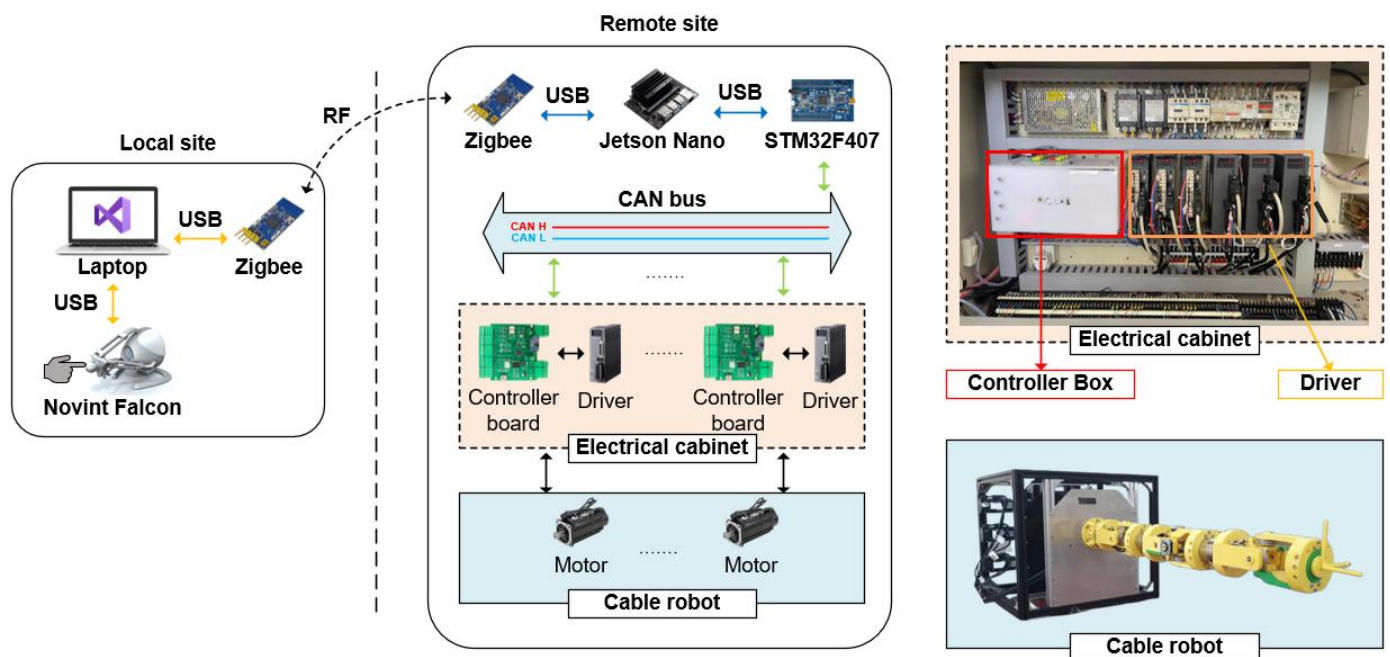 Remote site
Local site
RF
Laptop
USB
Zigbee
USB
Novint Falcon
Zigbee
USB
Jetson Nano
USB
STM32F407
CAN bus
CAN H
CAN L
.......
Controller
board
Driver
.......
Controller
board
Driver
Electrical cabinet
Motor
.......
Motor
Cable robot
Electrical cabinet
Controller Box
Driver
Cable robot